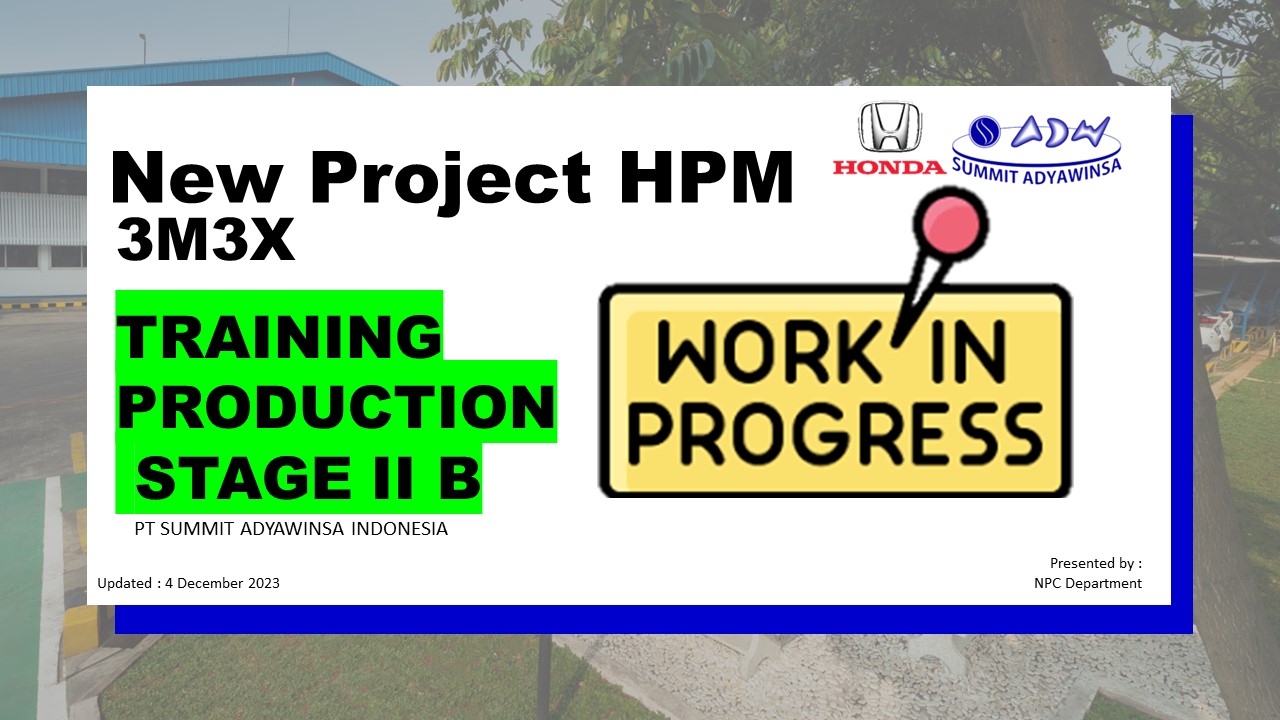 New Project HPM
3M3X
HONDA
ADW
SUMMIT ADYAWINSA
TRAINING
PRODUCTION
STAGE II B
WORK IN
PROGRESS
PT SUMMIT ADYAWINSA INDONESIA
Updated : 4 December 2023
Presented by :
NPC Department